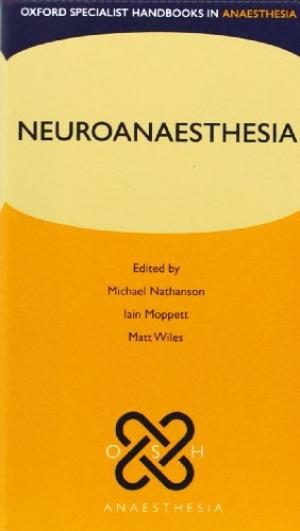 OXFORD SPECIALIST HANDBOOKS IN ANAESTHESIA
NEUROANAESTHESIA
Edited by
Michael Nathanson
Iain Moppett
Matt Wiles
O S H
ANAESTHESIA